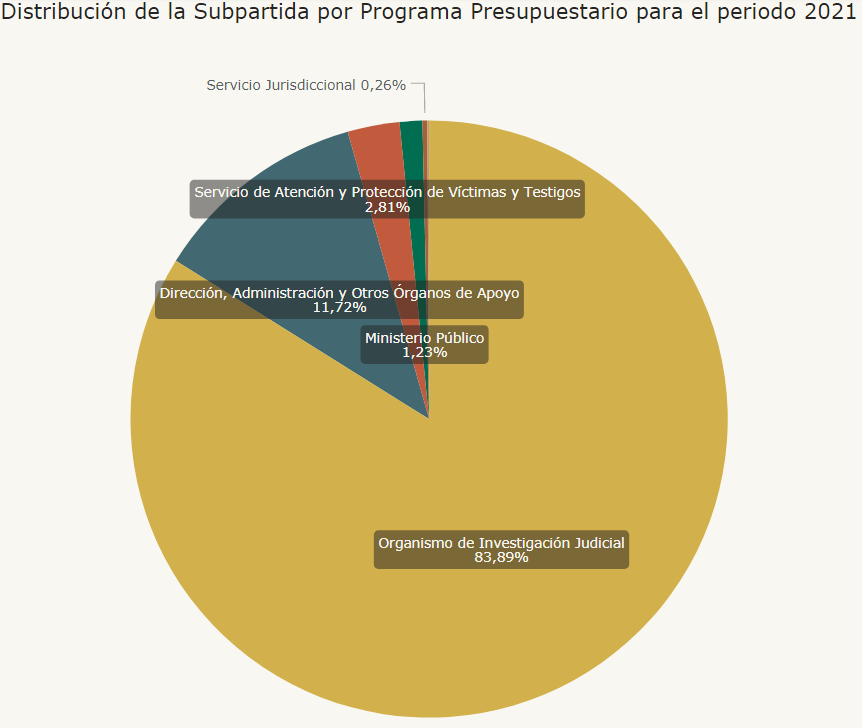 Distribución de la Subpartida por Programa Presupuestario para el periodo 2021
Servicio Jurisdiccional 0,26%
Servicio de Atención y Protección de Víctimas y Testigos
2,81%
Dirección, Administración y Otros Órganos de Apoyo
11,72%
Ministerio Público
1,23%
Organismo de Investigación Judicial
83,89%